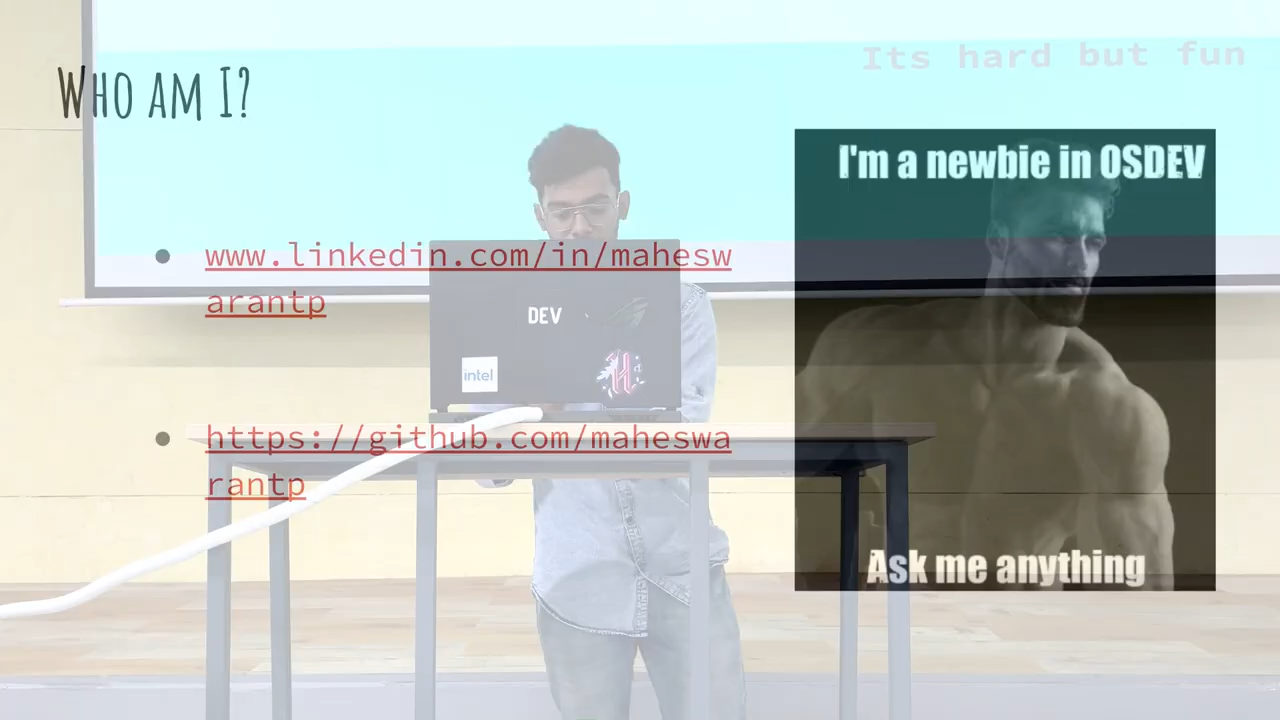 Its hard but fun
Who am I?
I'm a newbie in OSDEV
www.linkedin.com/in/mahesw
arantp
DEV
intel
https://github.com/maheswa
rantp
Ask me anything